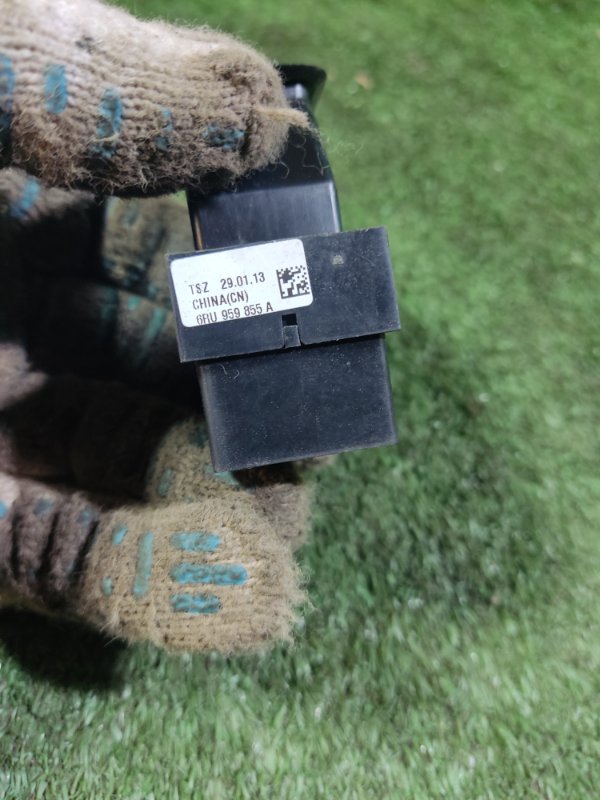 TSZ 29.01.13
CHINA(CN)
6RU 959 855 A